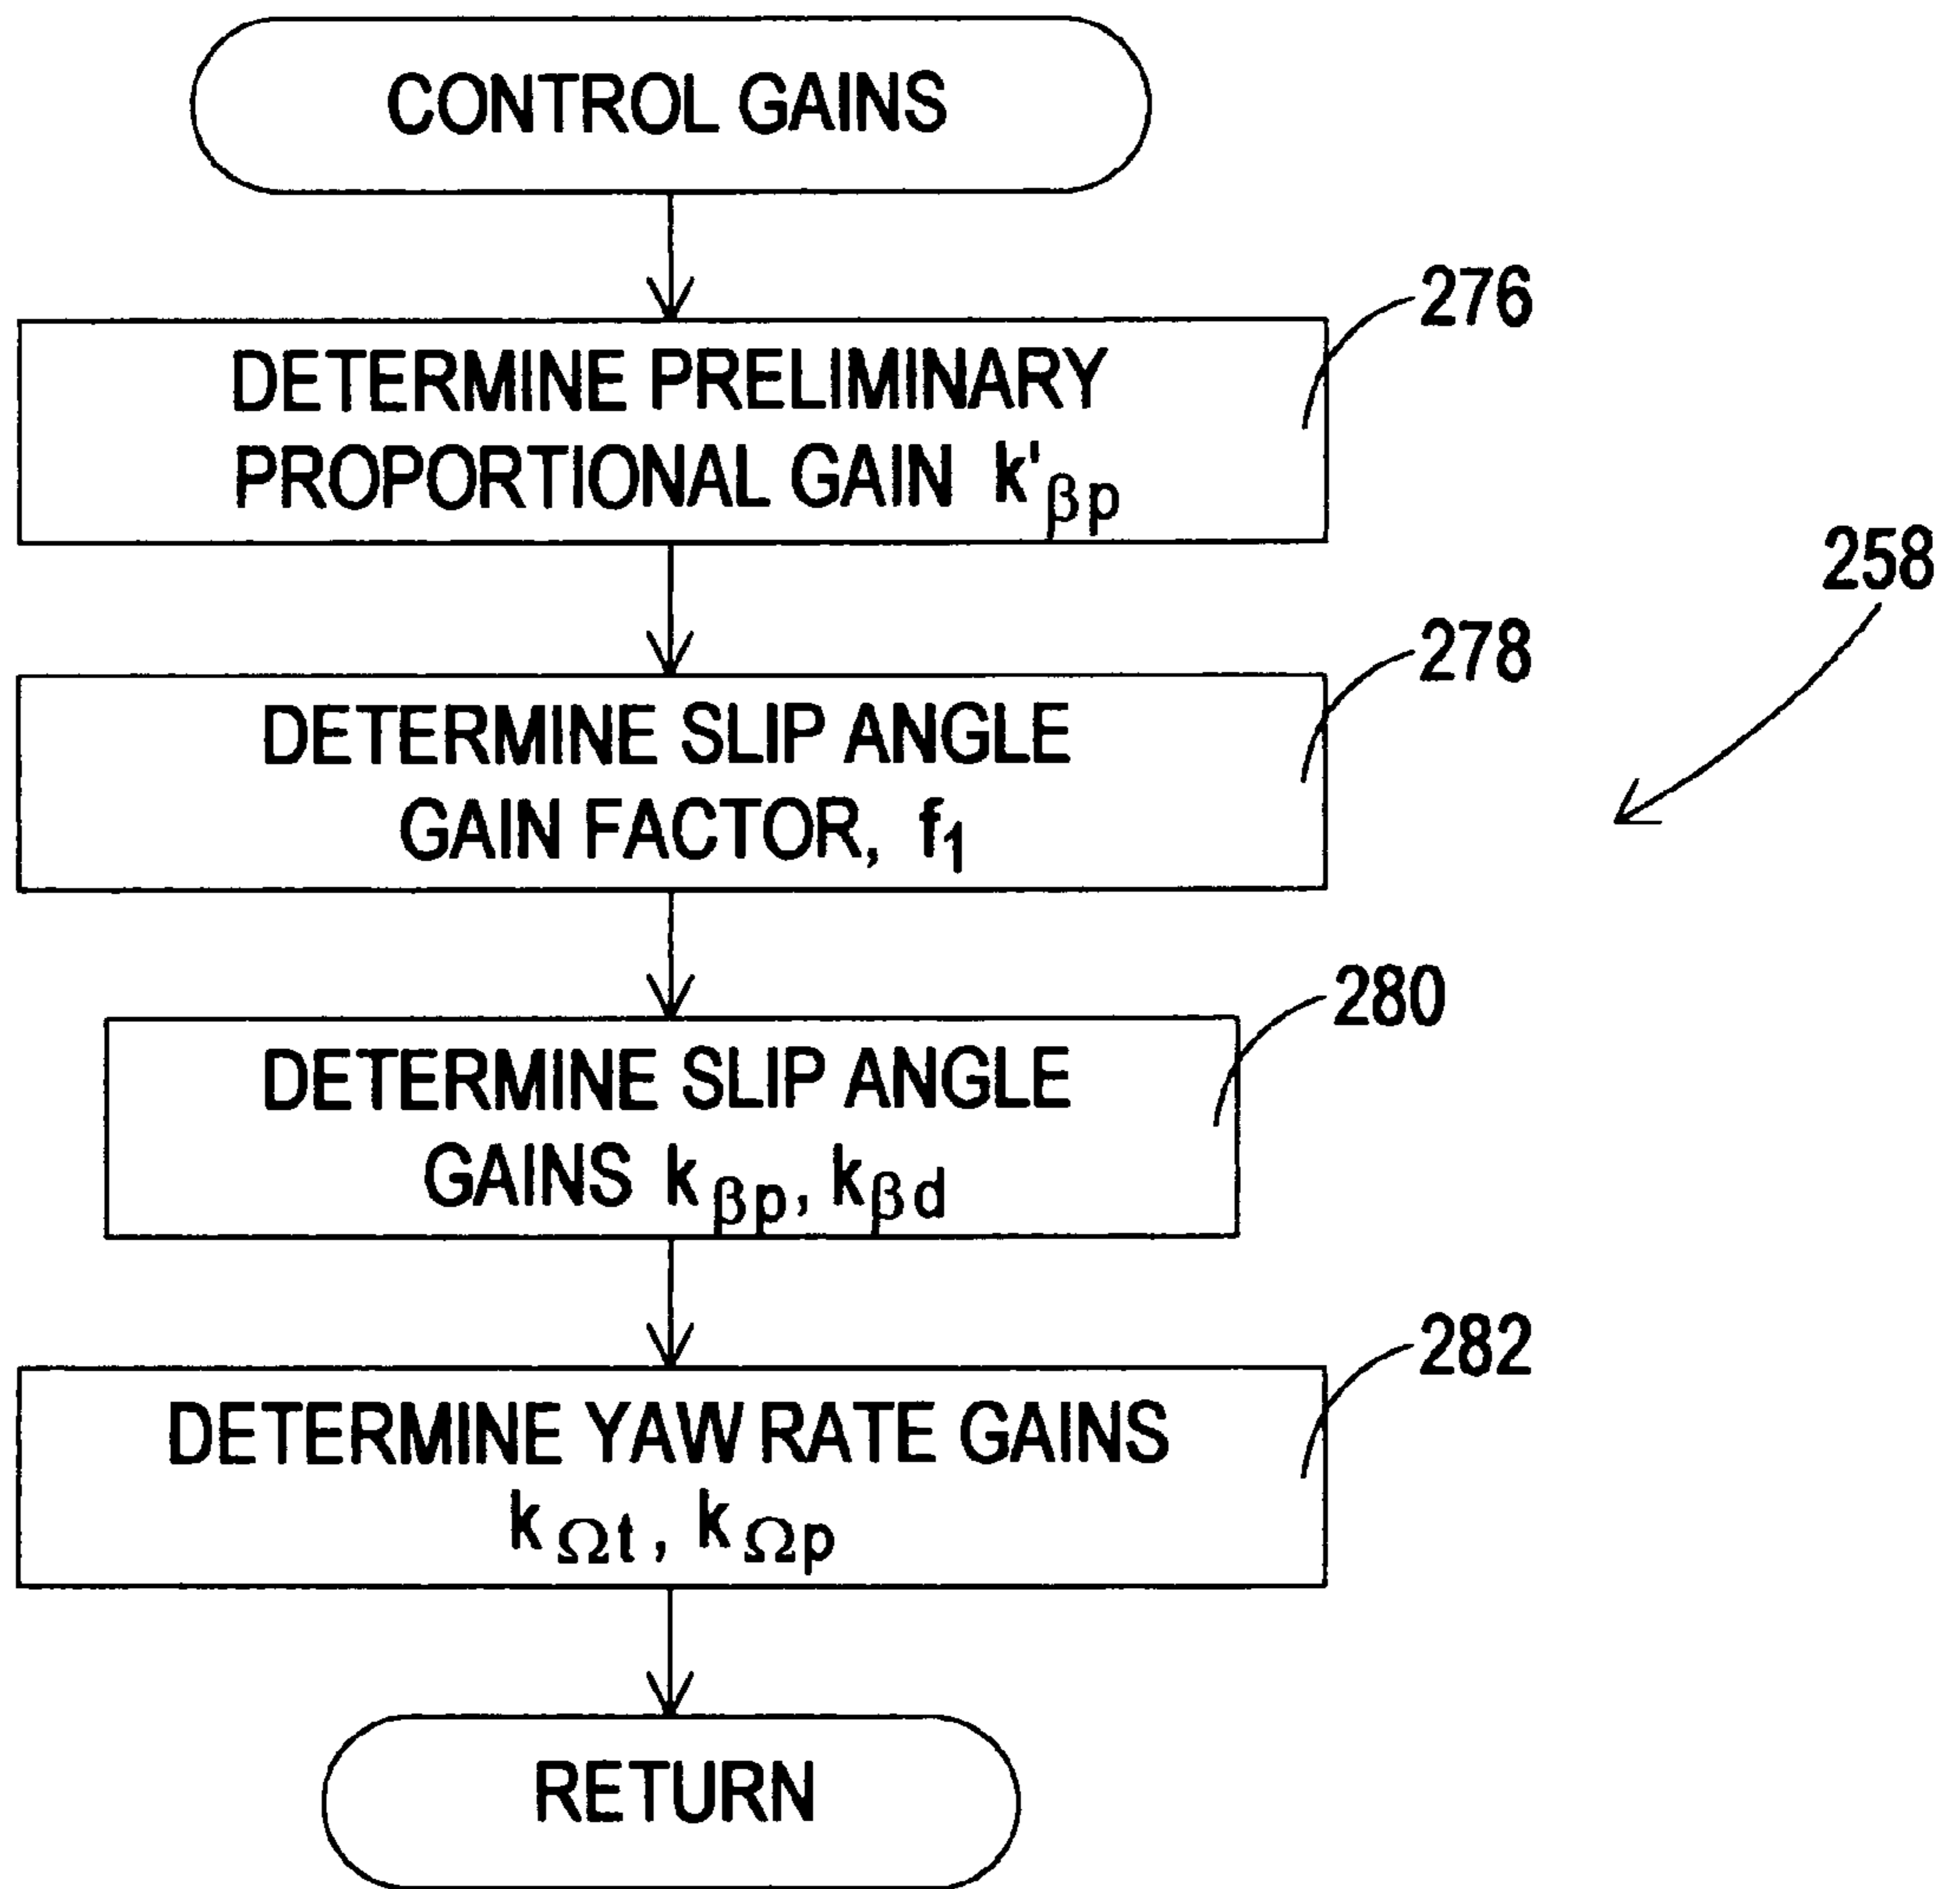 CONTROL GAINS
276
DETERMINE PRELIMINARY
PROPORTIONAL GAIN k'βp
258
278
DETERMINE SLIP ANGLE
GAIN FACTOR, f1
280
DETERMINE SLIP ANGLE
GAINS kβp, kβd
282
DETERMINE YAW RATE GAINS
kΩt, kΩp
RETURN